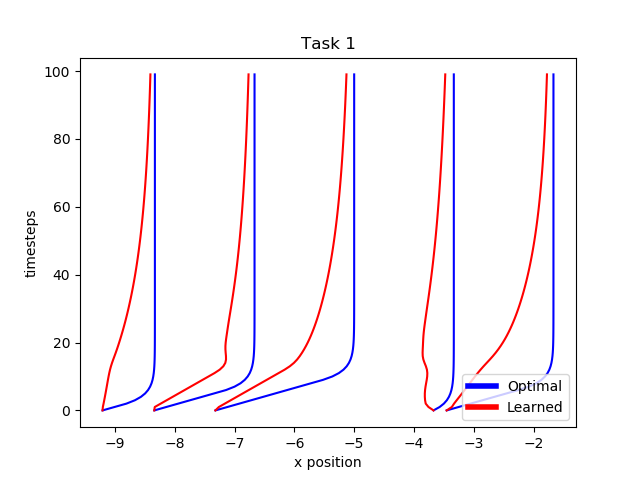 Task 1
timesteps
100
80
60
40
20
0
−9 −8 −7 −6 −5 −4 −3 −2
x position
Optimal
Learned